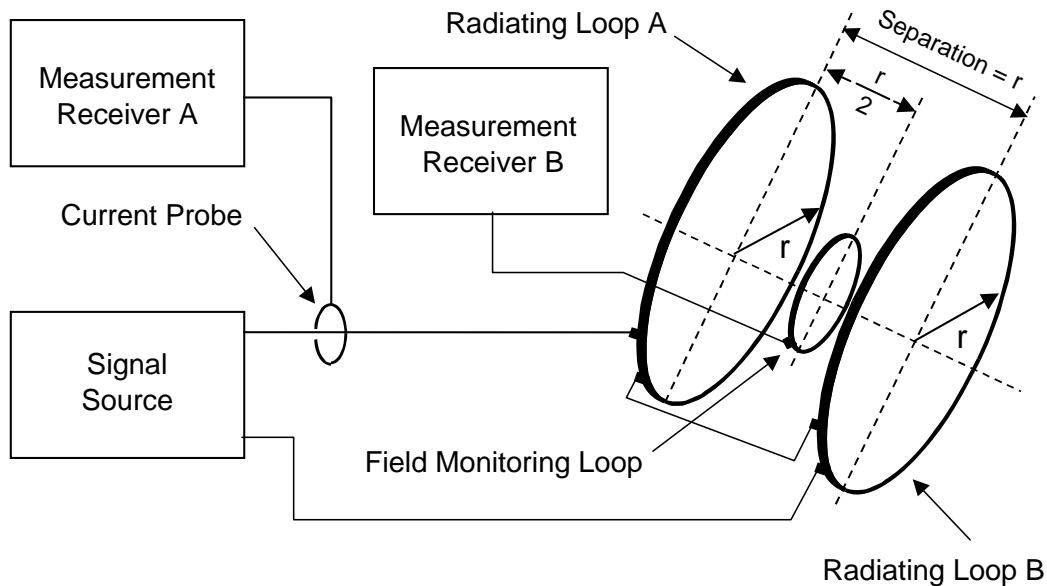 Radiating Loop A
Separation = r
r
2
Measurement
Receiver A
Measurement
Receiver B
Current Probe
r
r
Signal
Source
Field Monitoring Loop
Radiating Loop B